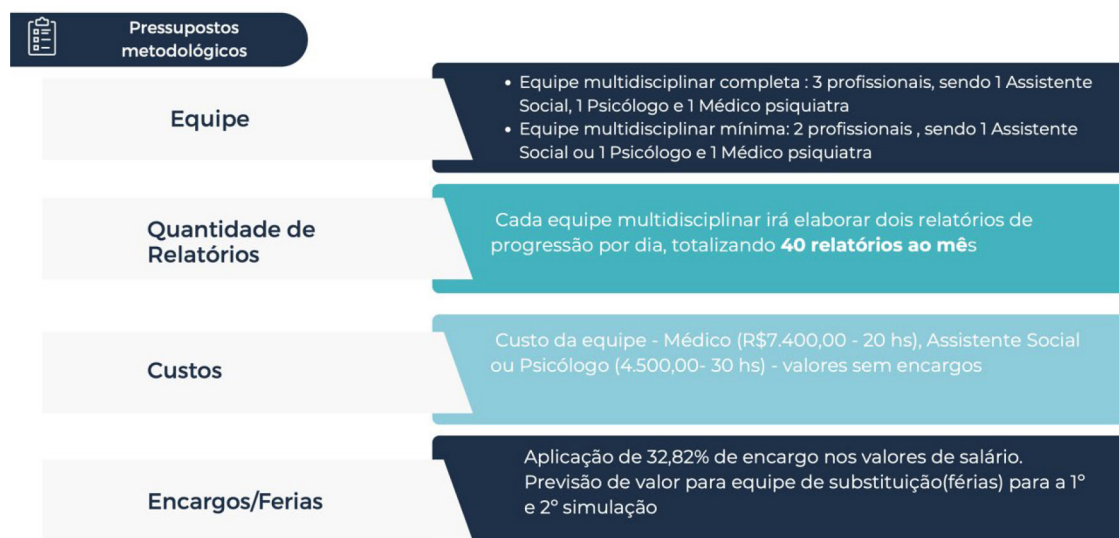 Pressupostos
metodológicos
Equipe
• Equipe multidisciplinar completa : 3 profissionais, sendo 1 Assistente
Social, 1 Psicólogo e 1 Médico psiquiatra
• Equipe multidisciplinar mínima: 2 profissionais , sendo 1 Assistente
Social ou 1 Psicólogo e 1 Médico psiquiatra
Quantidade de
Relatórios
Cada equipe multidisciplinar irá elaborar dois relatórios de
progressão por dia, totalizando 40 relatórios ao mês
Custos
Custo da equipe - Médico (R$7.400,00 - 20 hs), Assistente Social
ou Psicólogo (4.500,00- 30 hs) - valores sem encargos
Encargos/Ferias
Aplicação de 32,82% de encargo nos valores de salário.
Previsão de valor para equipe de substituição(férias) para a 1º
e 2º simulação